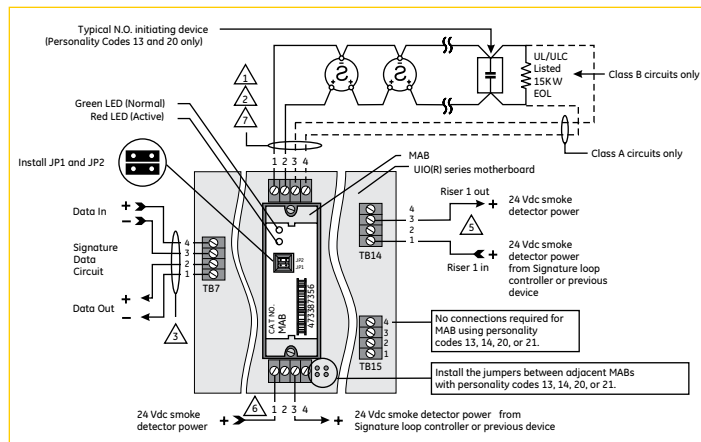 Typical N.O. initiating device
(Personality Codes 13 and 20 only)
1
2
7
UL/ULC
Listed
15KW
EOL
Class B circuits only
Class A circuits only
Green LED (Normal)
Red LED (Active)
Install JP1 and JP2
1 2 3 4
MAB
UIO(R) series motherboard
Data In
+
−
Signature
Data
Circuit
Data Out
+
−
4
3
2
1
TB7
3
JP2
JP1
CAT NO.
MAB
473387356
4
3
2
1
TB14
Riser 1 out
+
24 Vdc smoke
detector power
5
Riser 1 in
+
24 Vdc smoke
detector power
from Signature loop
controller or previous
device
4
3
2
1
TB15
No connections required for
MAB using personality
codes 13, 14, 20, or 21.
Install the jumpers between adjacent MABs
with personality codes 13, 14, 20, or 21.
24 Vdc smoke
detector power
+
6
1 2 3 4
+
24 Vdc smoke detector power from
Signature loop controller or previous device